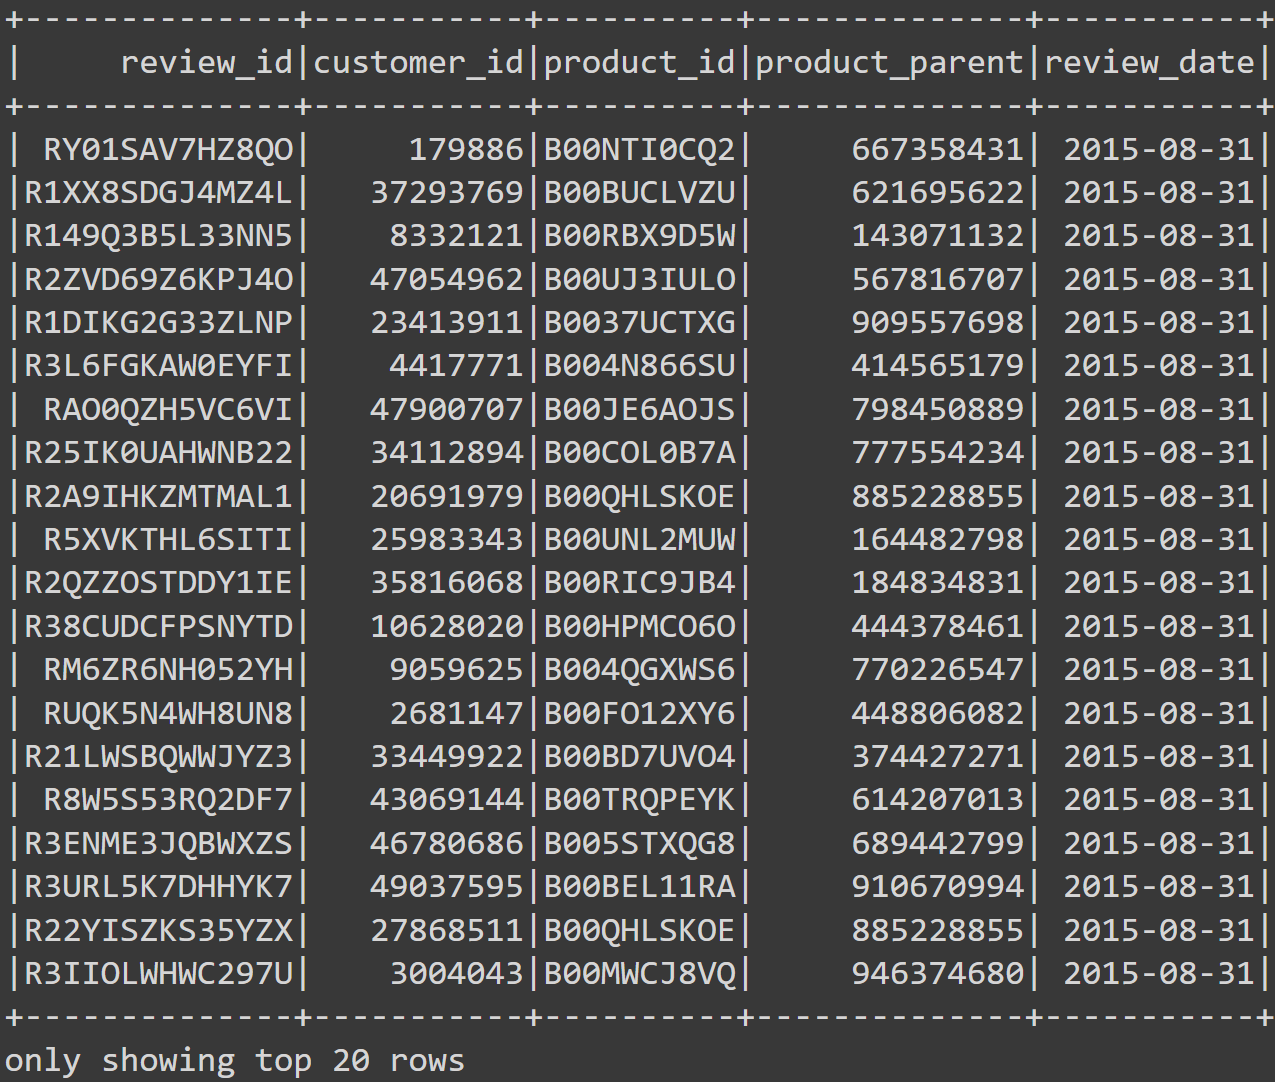 +--------------+-----------+----------+--------------+-----------+
|     review_id|customer_id|product_id|product_parent|review_date|
+--------------+-----------+----------+--------------+-----------+
| RY01SAV7HZ8QO|     179886|B00NTI0CQ2|     667358431| 2015-08-31|
|R1XX8SDGJ4MZ4L|   37293769|B00BUCLVZU|     621695622| 2015-08-31|
|R149Q3B5L33NN5|    8332121|B00RBX9D5W|     143071132| 2015-08-31|
|R2ZVD69Z6KPJ4O|   47054962|B00UJ3IULO|     567816707| 2015-08-31|
|R1DIKG2G33ZLNP|   23413911|B0037UCTXG|     909557698| 2015-08-31|
|R3L6FGKAW0EYFI|    4417771|B004N866SU|     414565179| 2015-08-31|
| RAO0QZH5VC6VI|   47900707|B00JE6AOJS|     798450889| 2015-08-31|
|R25IK0UAHWNB22|   34112894|B00COL0B7A|     777554234| 2015-08-31|
|R2A9IHKZMTMAL1|   20691979|B00QHLSKOE|     885228855| 2015-08-31|
| R5XVKTHL6SITI|   25983343|B00UNL2MUW|     164482798| 2015-08-31|
|R2QZZOSTDDY1IE|   35816068|B00RIC9JB4|     184834831| 2015-08-31|
|R38CUDCFPSNYTD|   10628020|B00HPMCO6O|     444378461| 2015-08-31|
| RM6ZR6NH052YH|    9059625|B004QGXWS6|     770226547| 2015-08-31|
| RUQK5N4WH8UN8|    2681147|B00FO12XY6|     448806082| 2015-08-31|
|R21LWSBQWWJYZ3|   33449922|B00BD7UVO4|     374427271| 2015-08-31|
| R8W5S53RQ2DF7|   43069144|B00TRQPEYK|     614207013| 2015-08-31|
|R3ENME3JQBWXZS|   46780686|B005STXQG8|     689442799| 2015-08-31|
|R3URL5K7DHHYK7|   49037595|B00BEL11RA|     910670994| 2015-08-31|
|R22YISZKS35YZX|   27868511|B00QHLSKOE|     885228855| 2015-08-31|
|R3IIOLWHWC297U|    3004043|B00MWCJ8VQ|     946374680| 2015-08-31|
+--------------+-----------+----------+--------------+-----------+
only showing top 20 rows